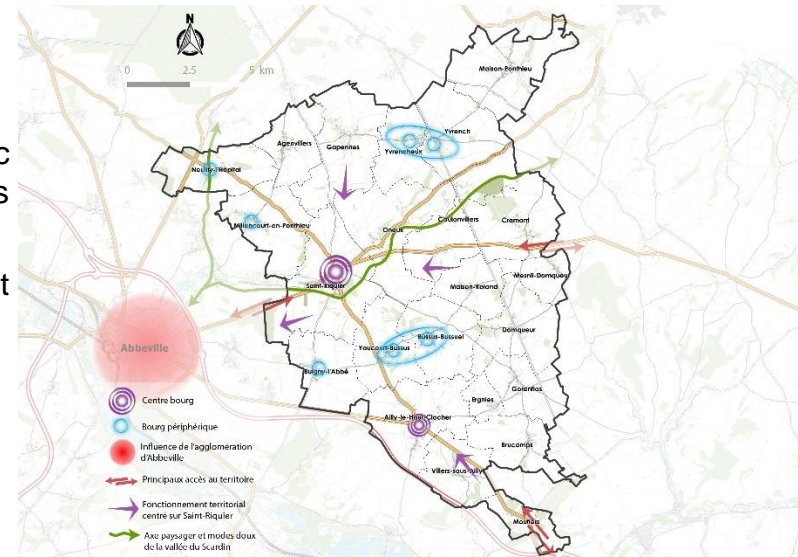 N
0 2.5 5 km
c
s
t
Maison-Ponthieu
Yvrench
Yvrencheux
Agenvillers
Gapennes
Neuilly-l'Hôpital
Millencourt-en-Ponthieu
Oneux
Coulonvillers
Cramont
Saint-Riquier
Mesnil-Domqueur
Maison-Roland
Abbeville
Bussus-Bussuel
Yaucourt-Bussus
Domqueur
Buigny-l'Abbé
Gorenflos
Ergnies
Ailly-le-Haut-Clocher
Brucamps
Villers-sous-Ailly
Mouflers
Centre bourg
Bourg périphérique
Influence de l'agglomération
d'Abbeville
Principaux accès au territoire
Fonctionnement territorial
centré sur Saint-Riquier
Axe paysager et modes doux
de la vallée du Scardin